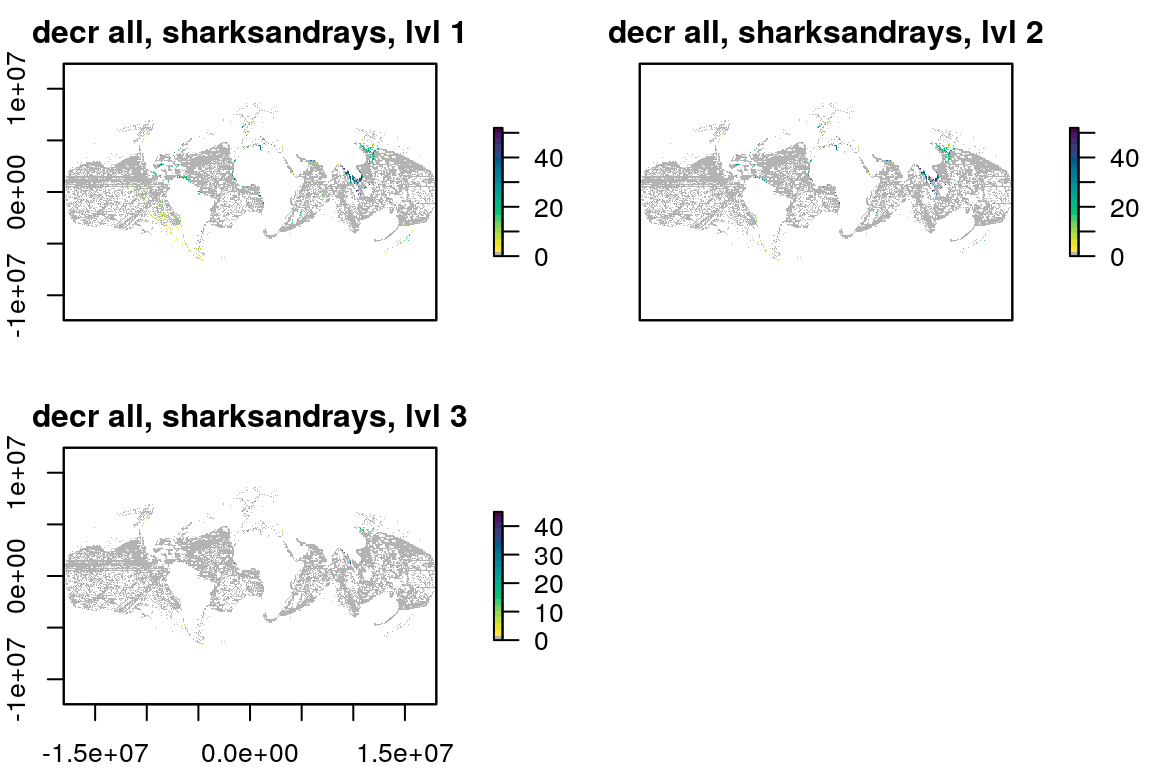 decr all, sharksandrays, lvl 1
1e+07
0e+00
-1e+07
40
20
0
decr all, sharksandrays, lvl 2
40
20
0
decr all, sharksandrays, lvl 3
1e+07
0e+00
-1e+07
40
30
20
10
0
-1.5e+07 0.0e+00 1.5e+07